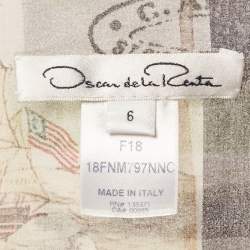 Oscar de la Renta
6
F18
18FNM797NNC
MADE IN ITALY